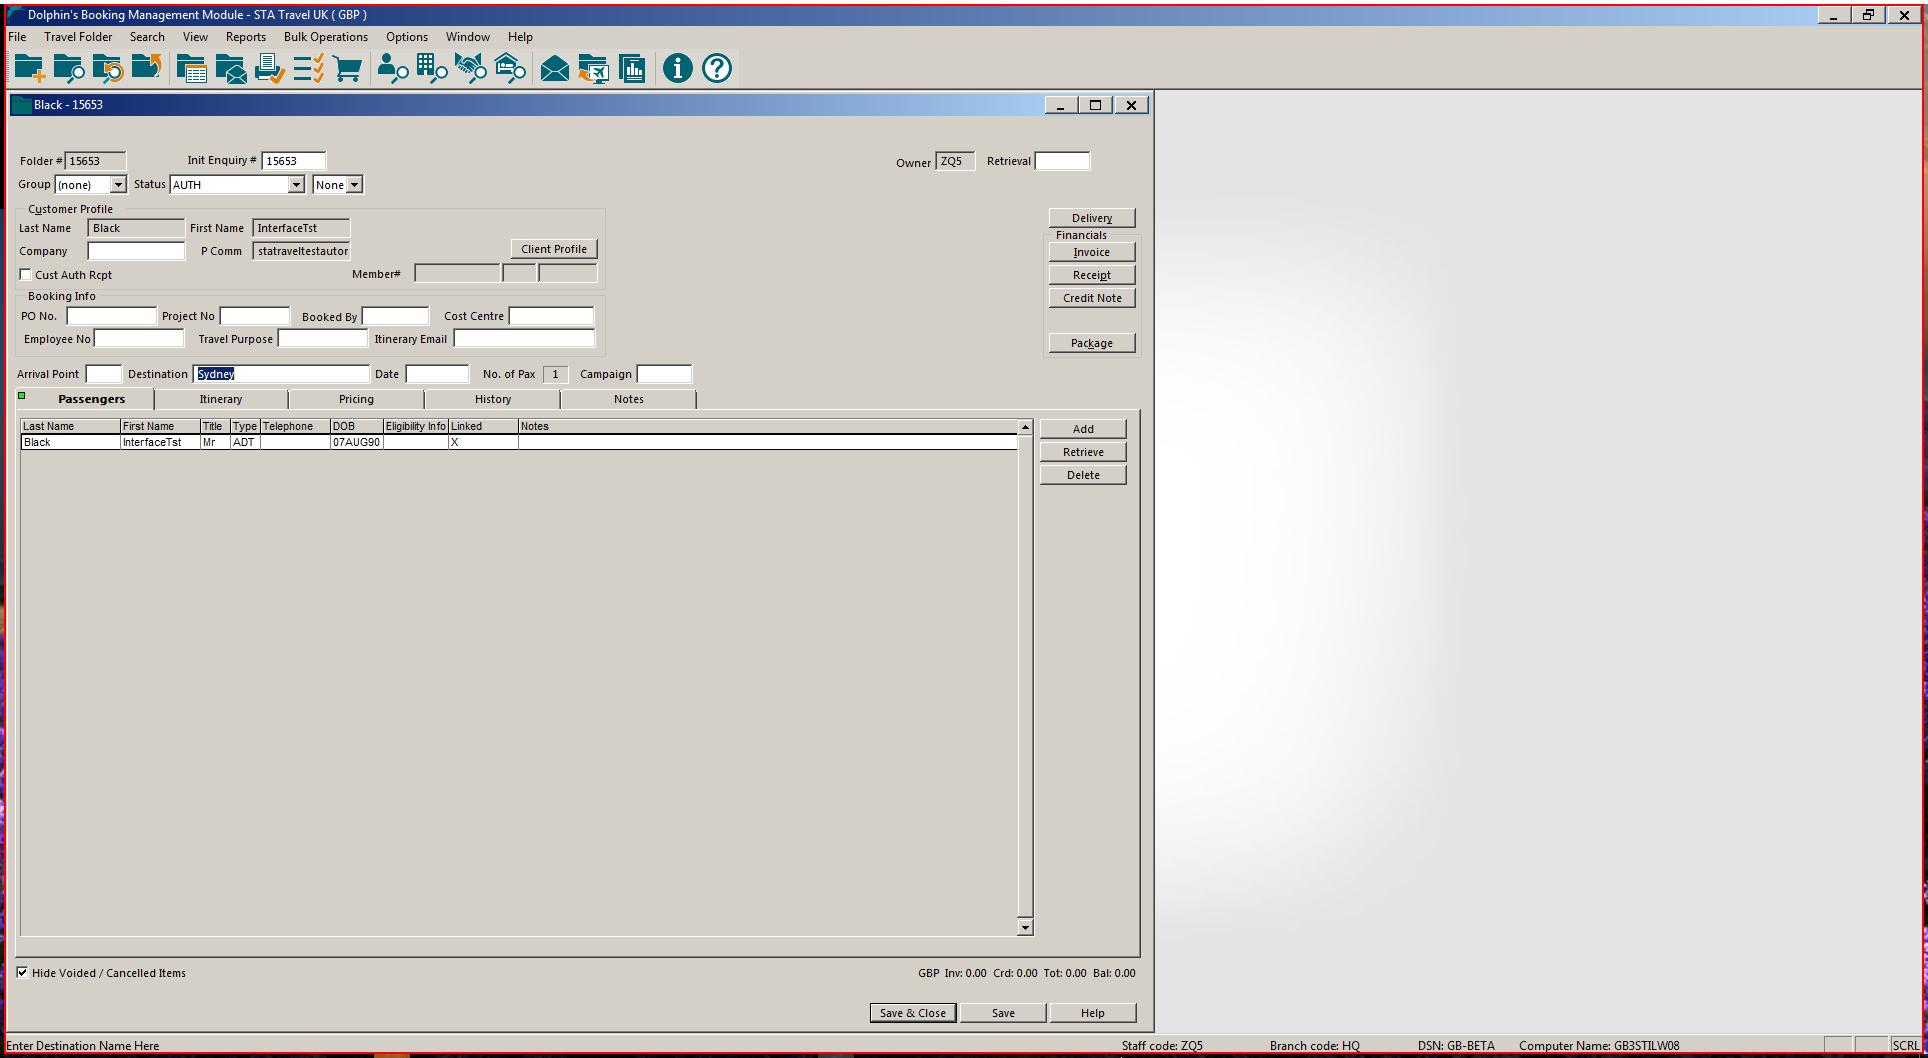 Dolphin's Booking Management Module - STA Travel UK ( GBP )
File Travel Folder Search View Reports Bulk Operations Options Window Help
Black - 15653
Folder # 15653 Init Enquiry # 15653 Owner ZQ5 Retrieval
Group (none) Status AUTH None
Customer Profile
Last Name Black First Name InterfaceTst
Company P Comm statraveltestautor Client Profile
Cust Auth Rcpt Member#
Booking Info
PO No. Project No Booked By Cost Centre
Employee No Travel Purpose Itinerary Email
Delivery
Financials
Invoice
Receipt
Credit Note
Package
Arrival Point Destination Sydney Date No. of Pax 1 Campaign
Passengers Itinerary Pricing History Notes
Last Name First Name Title Type Telephone DOB Eligibility Info Linked Notes
Black InterfaceTst Mr ADT 07AUG90 X
Add
Retrieve
Delete
Hide Voided / Cancelled Items GBP Inv: 0.00 Crd: 0.00 Tot: 0.00 Bal: 0.00
Save & Close Save Help
Enter Destination Name Here Staff code: ZQ5 Branch code: HQ DSN: GB-BETA Computer Name: GB3STILW08 SCRL